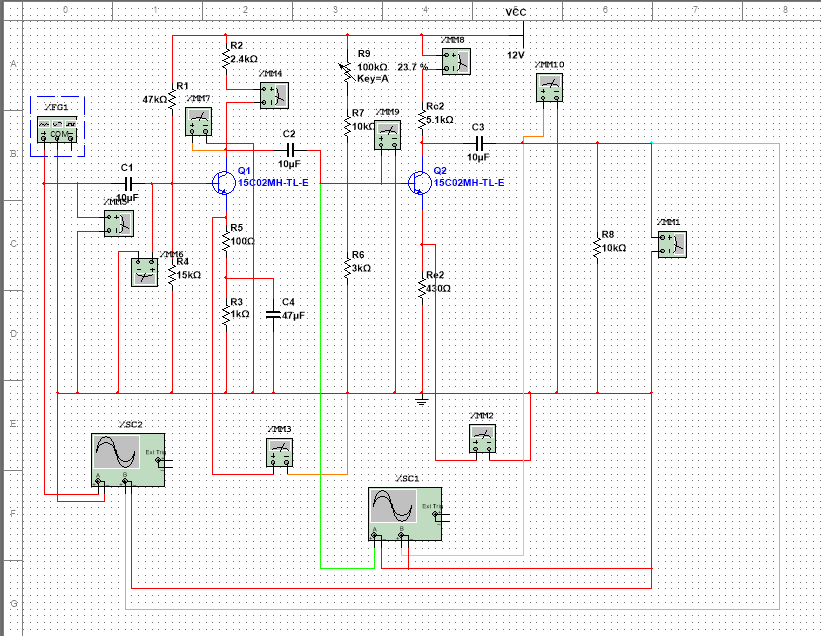 0 1 2 3 4 6 7 8
VCC
12V
A
B
C
D
E
F
G
XFG1
COM
R1
47kΩ
R2
2.4kΩ
XMM4
XMM7
R9
100kΩ
Key=A
23.7 %
XMM8
XMM10
R7
10kΩ
XMM9
Rc2
5.1kΩ
C1
10µF
C2
10µF
C3
10µF
Q1
15C02MH-TL-E
Q2
15C02MH-TL-E
XMM5
XMM6
R4
15kΩ
R5
100Ω
R6
3kΩ
R8
10kΩ
XMM1
R3
1kΩ
C4
47µF
Re2
430Ω
XSC2
Ext Trig
A
B
XMM3
XMM2
XSC1
Ext Trig
A
B